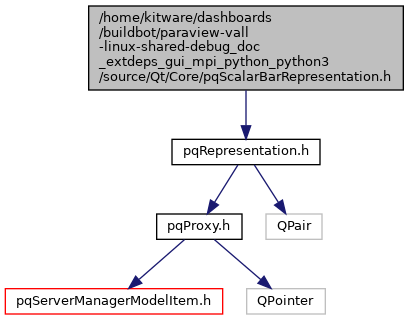 /home/kitware/dashboards
/buildbot/paraview-vall
-linux-shared-debug_doc
_extdeps_gui_mpi_python_python3
/source/Qt/Core/pqScalarBarRepresentation.h
pqRepresentation.h
pqProxy.h
QPair
pqServerManagerModelItem.h
QPointer